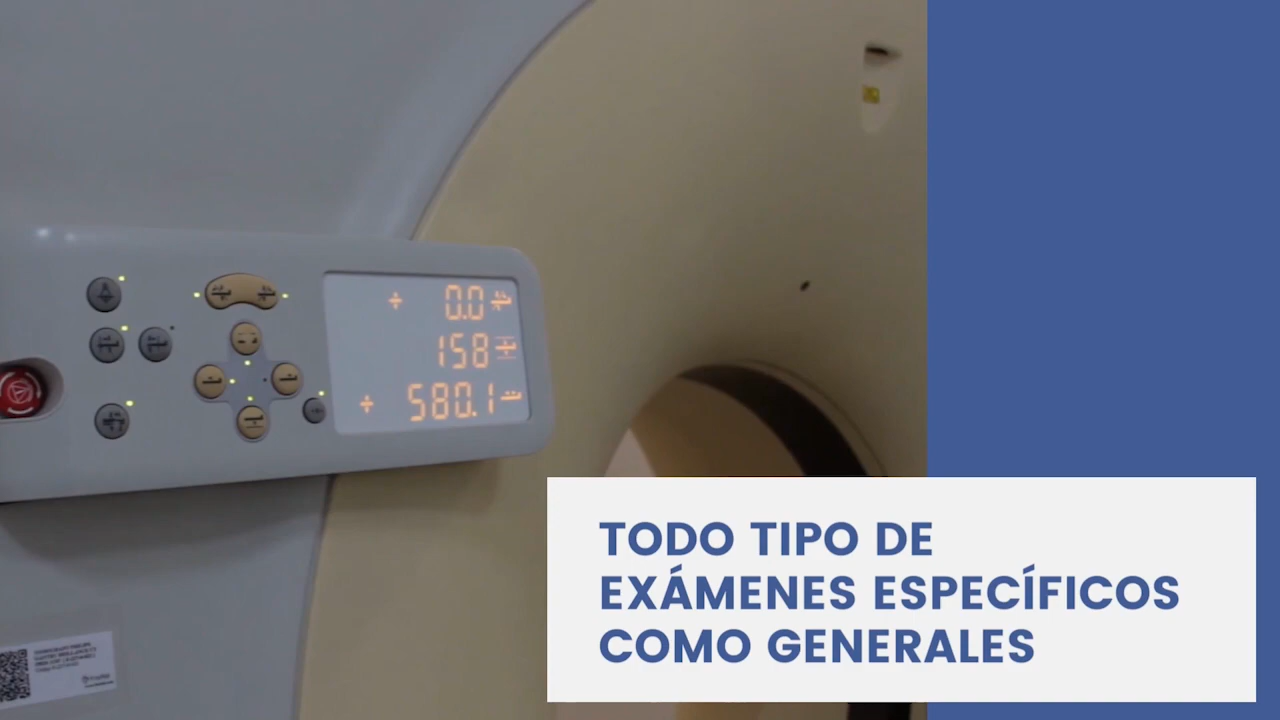 0.0
158
580.1
TODO TIPO DE
EXÁMENES ESPECÍFICOS
COMO GENERALES